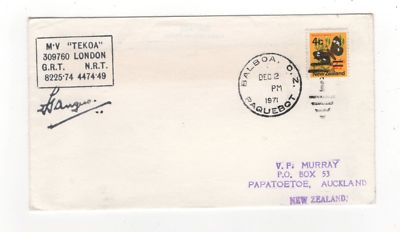 M·V "TEKOA"
309760 LONDON
G.R.T. N.R.T.
8225·74 4474·49
BALBOA, C.Z.
DEC 2
PM
1971
PAQUEBOT
4c
New Zealand
V.P. MURRAY
P.O. BOX 53
PAPATOETOE, AUCKLAND
NEW ZEALAND.